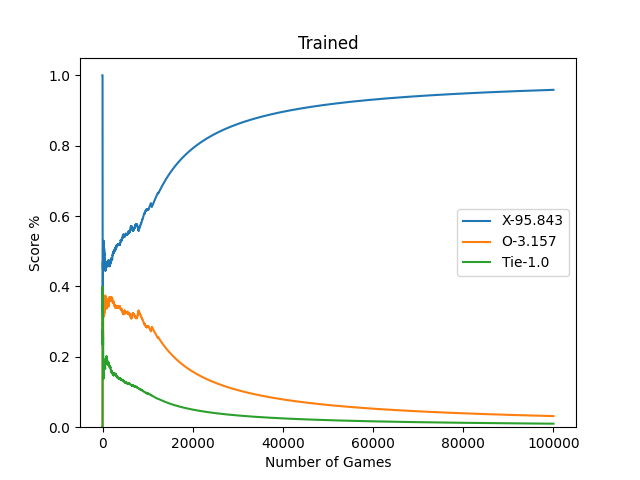 Trained
1.0
0.8
0.6
0.4
0.2
0.0
Score %
X-95.843
O-3.157
Tie-1.0
0 20000 40000 60000 80000 100000
Number of Games